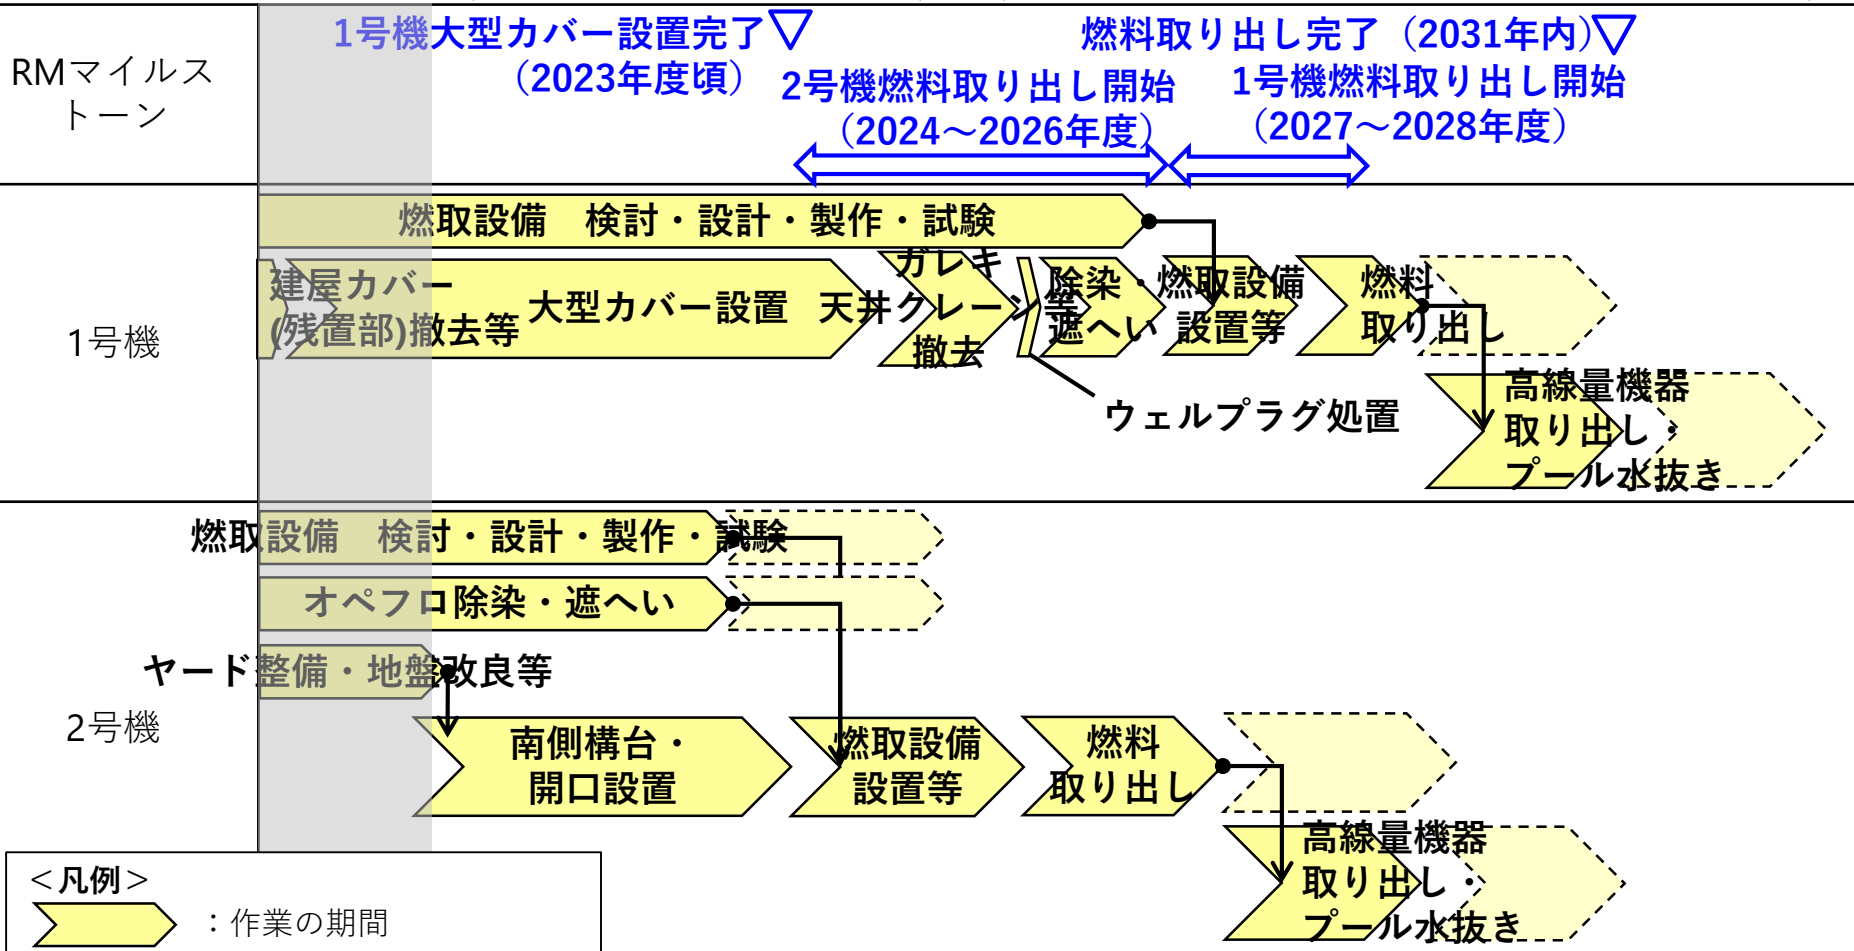 RMマイルス
トーン
1号機大型カバー設置完了
（2023年度頃）
2号機燃料取り出し開始
（2024～2026年度）
燃料取り出し完了（2031年内）
1号機燃料取り出し開始
（2027～2028年度）
1号機
燃取設備　検討・設計・製作・試験
建屋カバー
(残置部)撤去等
大型カバー設置
ガレキ
天井クレーン等
撤去
除染・
遮へい
燃取設備
設置等
燃料
取り出し
ウェルプラグ処置
高線量機器
取り出し・
プール水抜き
2号機
燃取設備　検討・設計・製作・試験
オペフロ除染・遮へい
ヤード整備・地盤改良等
南側構台・
開口設置
燃取設備
設置等
燃料
取り出し
高線量機器
取り出し・
プール水抜き
＜凡例＞
：作業の期間